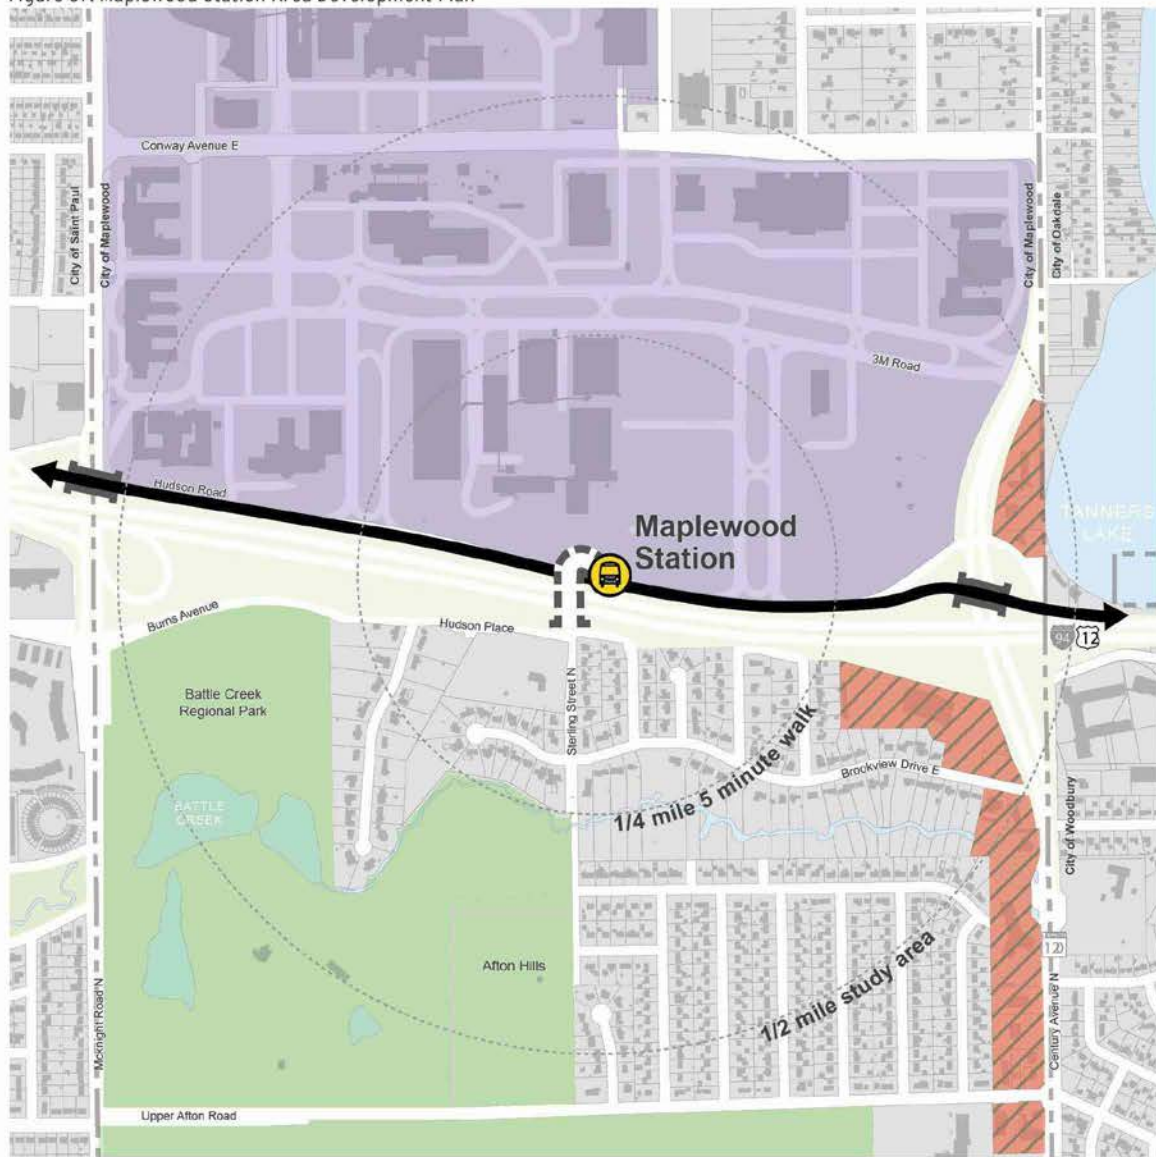 Maplewood Station Area Development Plan
Conway Avenue E
City of Saint Paul
City of Maplewood
City of Maplewood
City of Oakdale
3M Road
Hudson Road
Maplewood
Station
TANNERS
LAKE
Burns Avenue
Hudson Place
94
12
Battle Creek
Regional Park
Sterling Street N
BATTLE
CREEK
1/4 mile 5 minute walk
Brookview Drive E
City of Woodbury
Afton Hills
1/2 mile study area
120
Mcknight Road N
Century Avenue N
Upper Afton Road